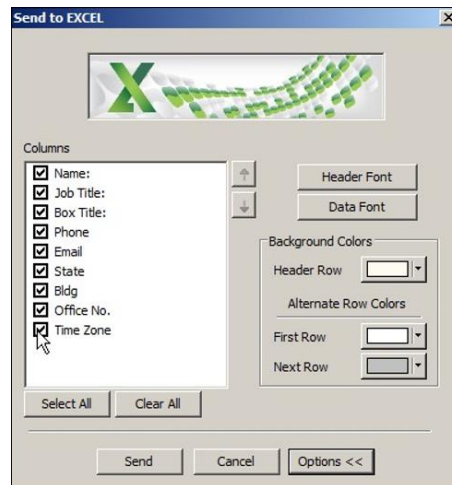 Send to EXCEL
Columns
Name:
Job Title:
Box Title:
Phone
Email
State
Bldg
Office No.
Time Zone
Select All
Clear All
Header Font
Data Font
Background Colors
Header Row
Alternate Row Colors
First Row
Next Row
Send
Cancel
Options <<